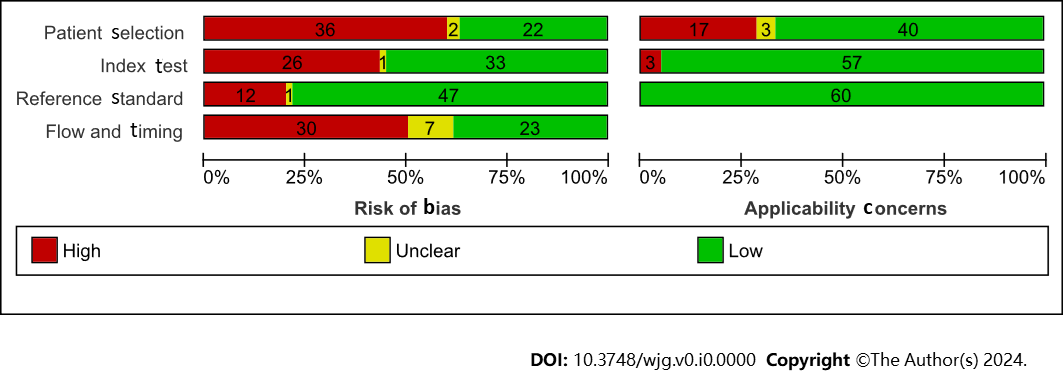 Patient selection 36 2 22 17 3 40
Index test 26 1 33 3 57
Reference standard 12 1 47 60
Flow and timing 30 7 23
0% 25% 50% 75% 100% 0% 25% 50% 75% 100%
Risk of bias Applicability concerns
High Unclear Low
DOI: 10.3748/wjg.v0.i0.0000 Copyright ©The Author(s) 2024.